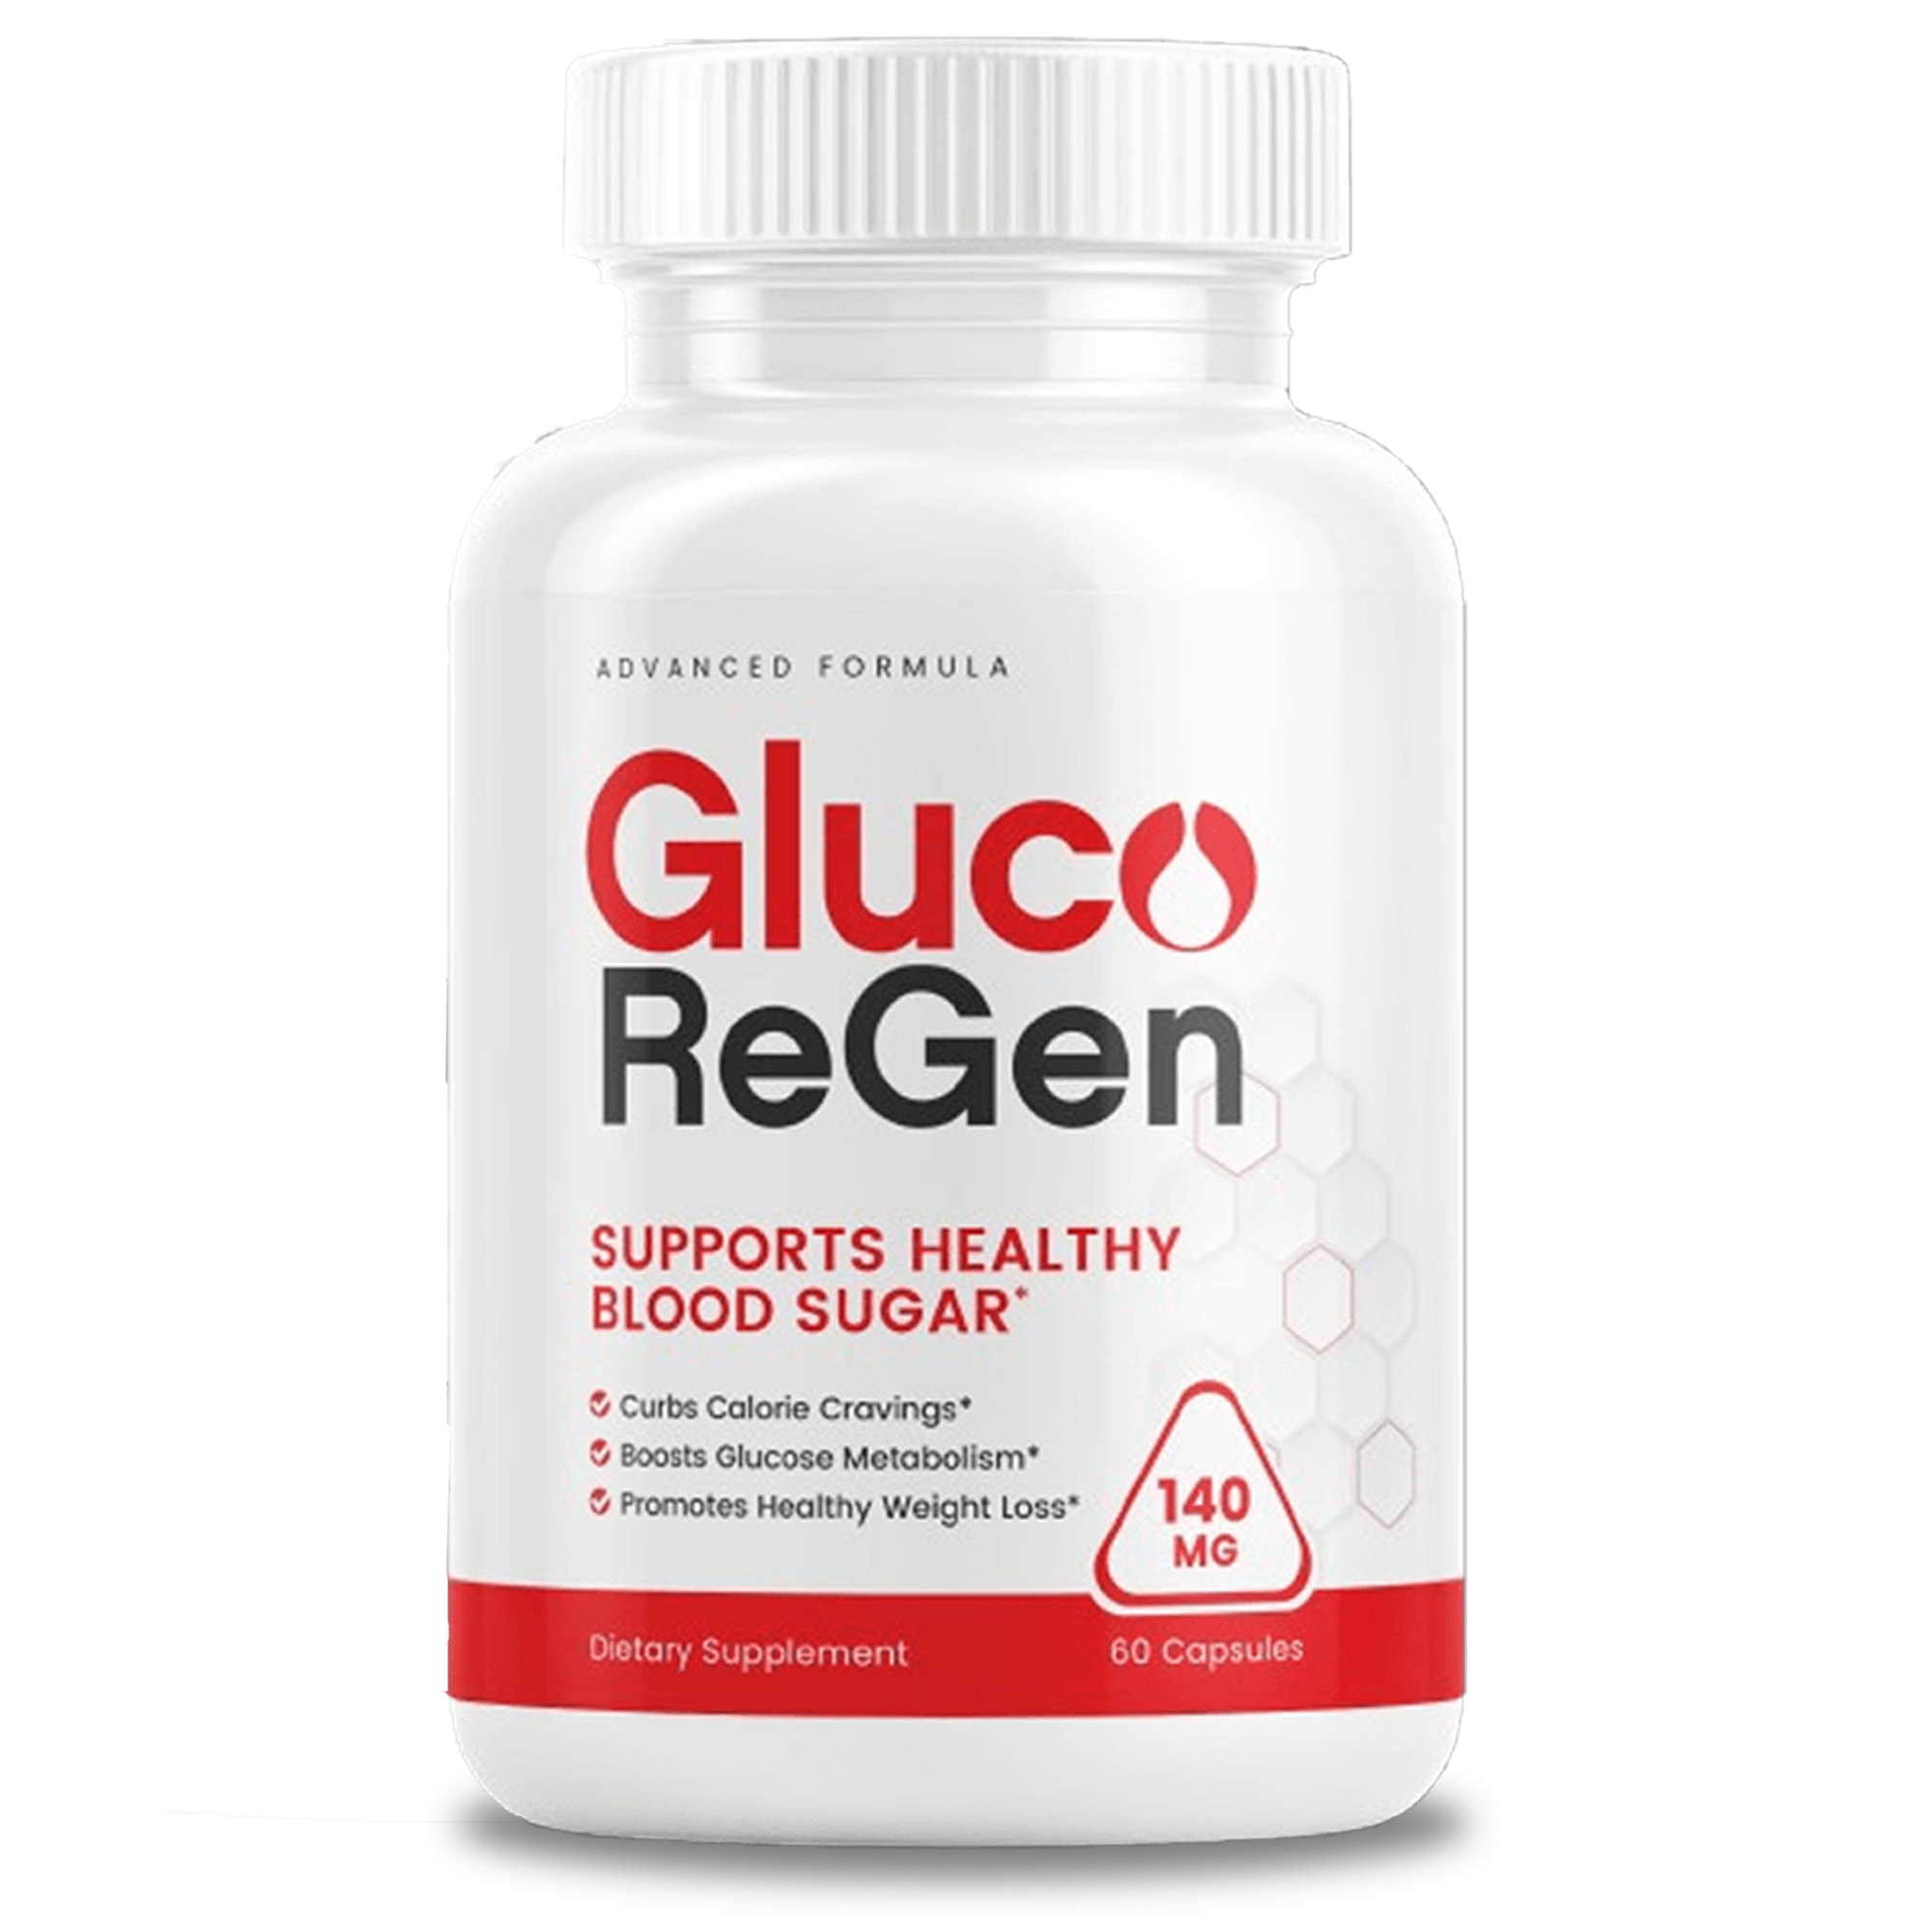 ADVANCED FORMULA
Gluco
ReGen
SUPPORTS HEALTHY
BLOOD SUGAR*
Curbs Calorie Cravings*
Boosts Glucose Metabolism*
Promotes Healthy Weight Loss*
140
MG
Dietary Supplement
60 Capsules